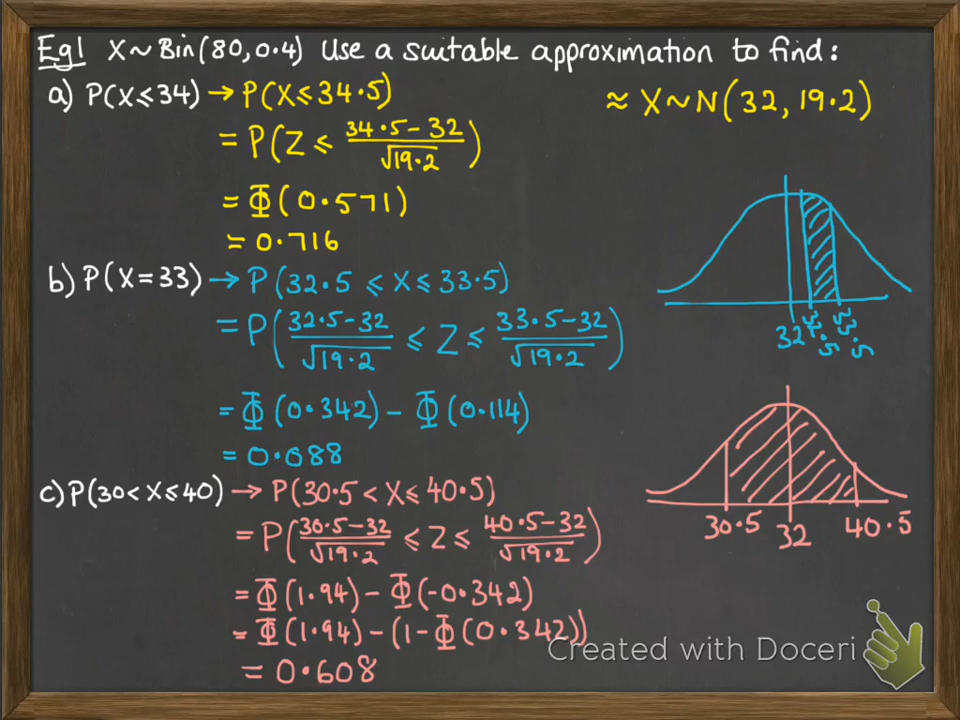 Eg1 X~Bin(80,0.4) Use a suitable approximation to find:
a) P(X≤34) → P(X≤34.5)
≈ X~N(32, 19.2)
= P(Z ≤ (34.5-32)/√19.2)
= Φ(0.571)
= 0.716
b) P(X=33) → P(32.5 ≤ X ≤ 33.5)
= P((32.5-32)/√19.2 ≤ Z ≤ (33.5-32)/√19.2)
= Φ(0.342) - Φ(0.114)
= 0.088
32 32.5 33.5
c) P(30<X≤40) → P(30.5<X≤40.5)
= P((30.5-32)/√19.2 ≤ Z ≤ (40.5-32)/√19.2)
= Φ(1.94) - Φ(-0.342)
= Φ(1.94) - (1-Φ(0.342))
= 0.608
30.5 32 40.5
Created with Doceri